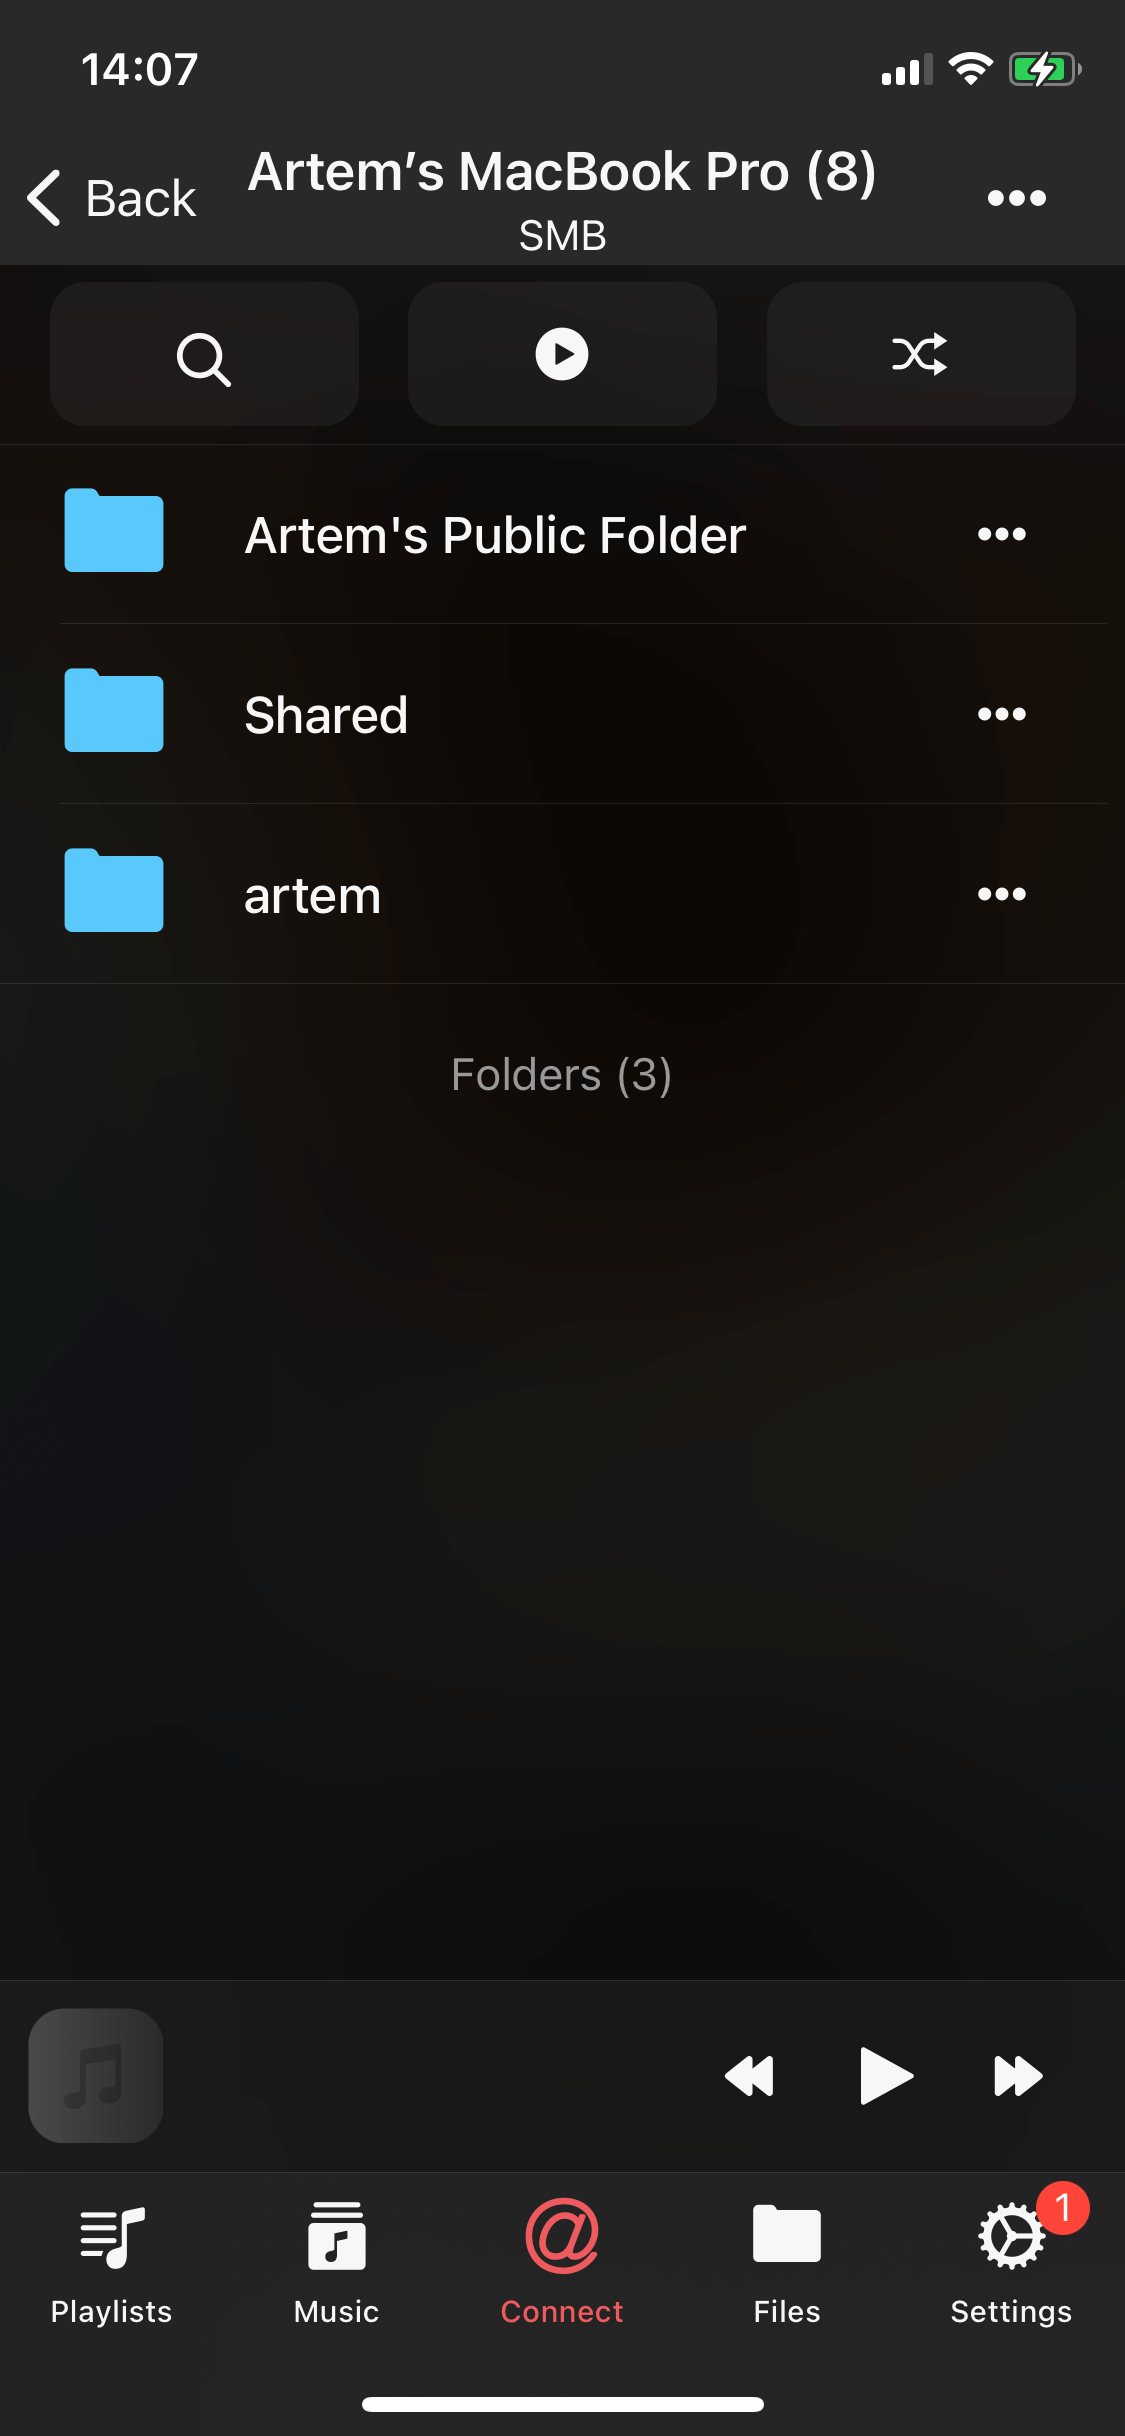 14:07
Back
Artem’s MacBook Pro (8)
SMB
Artem's Public Folder
Shared
artem
Folders (3)
1
Playlists
Music
Connect
Files
Settings